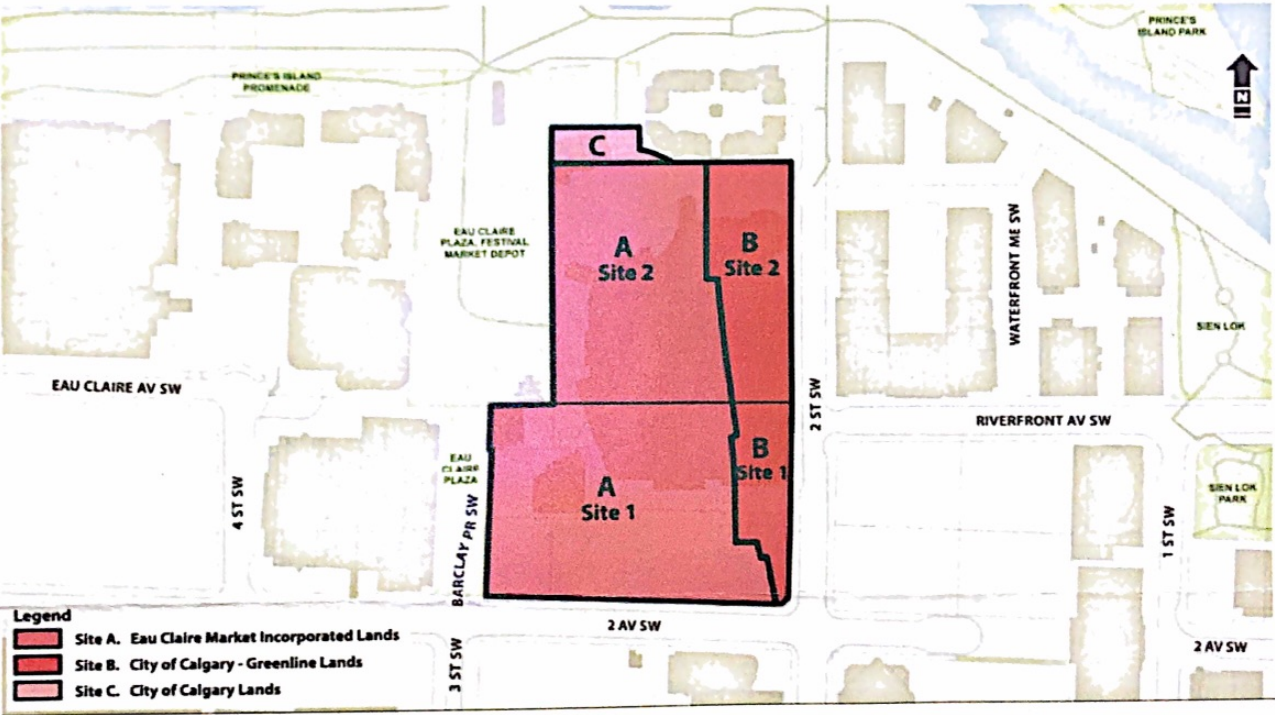 PRINCE'S
ISLAND PARK
PRINCE'S ISLAND
PROMENADE
N
C
EAU CLAIRE
PLAZA, FESTIVAL
MARKET DEPOT
A
Site 2
B
Site 2
WATERFRONT ME SW
SIEN LOK
EAU CLAIRE AV SW
2 ST SW
RIVERFRONT AV SW
EAU
CLAIRE
PLAZA
B
Site 1
A
Site 1
4 ST SW
BARCLAY PR SW
SIEN LOK
PARK
1 ST SW
Legend
Site A. Eau Claire Market Incorporated Lands
Site B. City of Calgary - Greenline Lands
Site C. City of Calgary Lands
3 ST SW
2 AV SW
2 AV SW